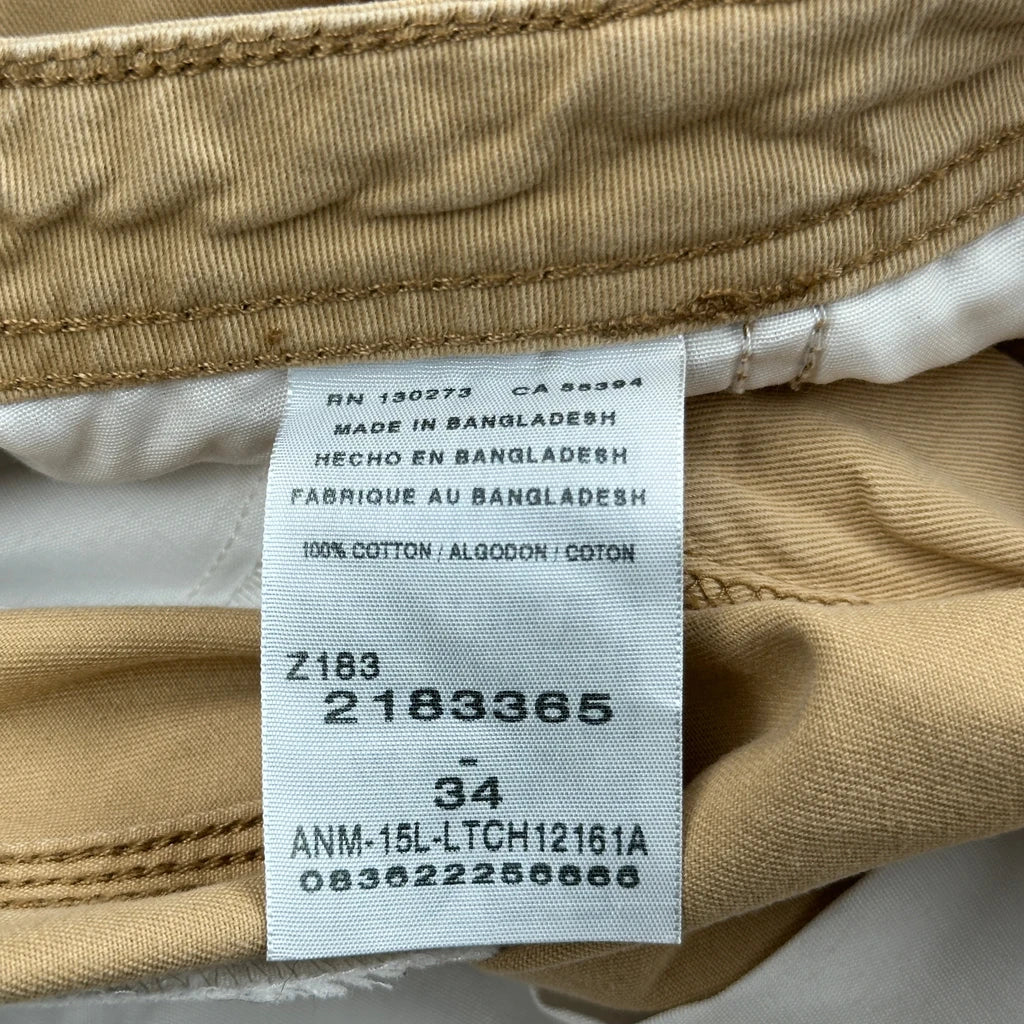 RN 130273 CA 55394
MADE IN BANGLADESH
HECHO EN BANGLADESH
FABRIQUE AU BANGLADESH
100% COTTON / ALGODON / COTON
Z183
2183365
-
34
ANM-15L-LTCH12161A
083622256666